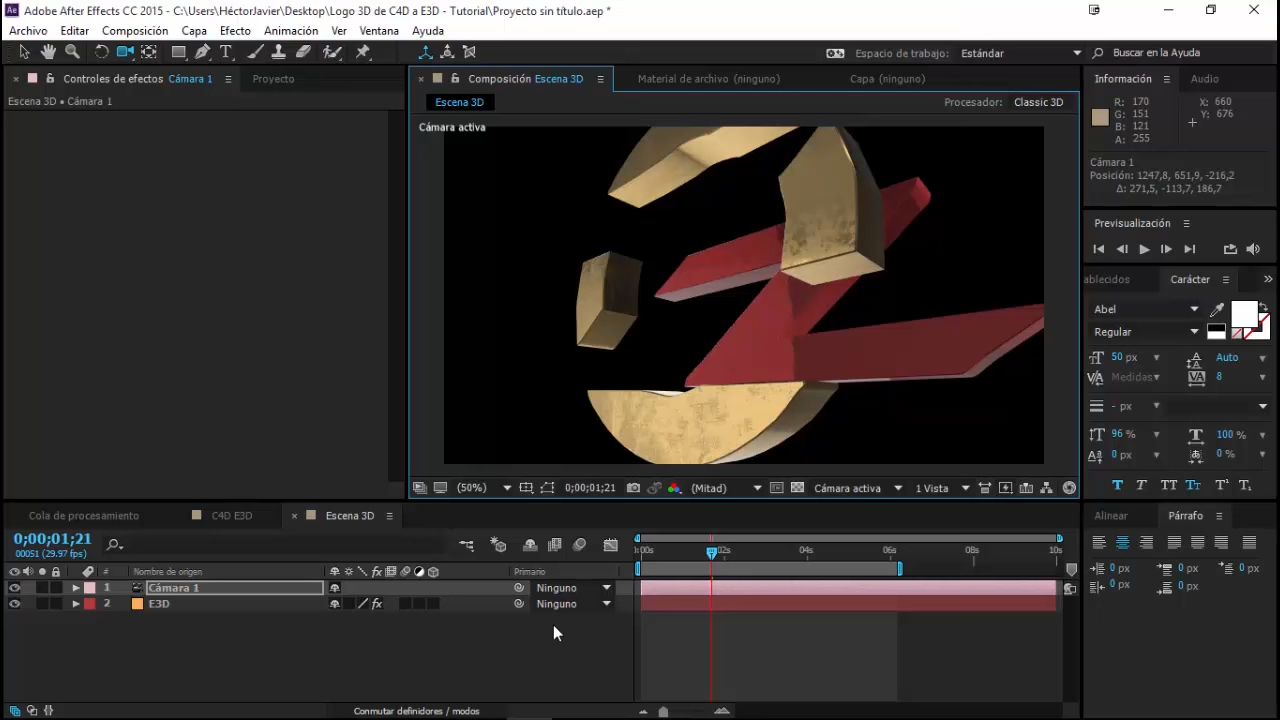 Adobe After Effects CC 2015 - C:\Users\HéctorJavier\Desktop\Logo 3D de C4D a E3D - Tutorial\Proyecto sin título.aep *
Archivo Editar Composición Capa Efecto Animación Ver Ventana Ayuda
Espacio de trabajo: Estándar Buscar en la Ayuda
Controles de efectos Cámara 1 Proyecto
Composición Escena 3D Material de archivo (ninguno) Capa (ninguno)
Información Audio
Escena 3D • Cámara 1
Escena 3D Procesador: Classic 3D
R: 170 X: 660
G: 151 Y: 676
B: 121
A: 255
Cámara activa
Cámara 1
Posición: 1247,8, 651,9, -216,2
Δ: 271,5, -113,7, 186,7
Previsualización
ablecidos Carácter
Abel
Regular
50 px Auto
Medidas 8
- px
96 % 100 %
0 px 0 %
T T TT Tт T¹ T₁
(50%) 0;00;01;21 (Mitad) Cámara activa 1 Vista
Cola de procesamiento C4D E3D Escena 3D
Alinear Párrafo
0;00;01;21
00051 (29.97 fps)
00s 02s 04s 06s 08s 10s
# Nombre de origen fx Primario
1 Cámara 1 Ninguno
2 E3D fx Ninguno
0 px 0 px 0 px
0 px 0 px
Conmutar definidores / modos